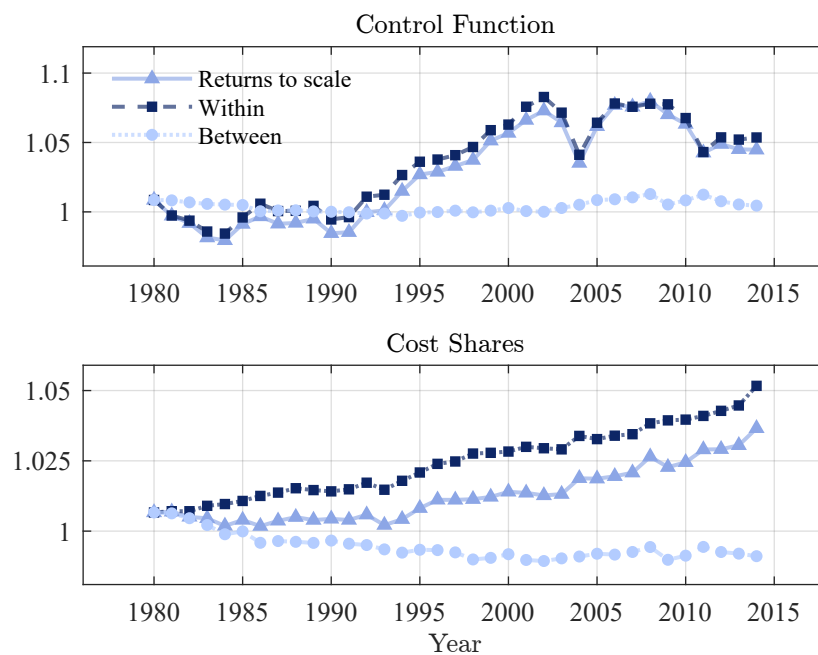 Control Function
1.1
1.05
1
Returns to scale
Within
Between
1980 1985 1990 1995 2000 2005 2010 2015
Cost Shares
1.05
1.025
1
1980 1985 1990 1995 2000 2005 2010 2015
Year